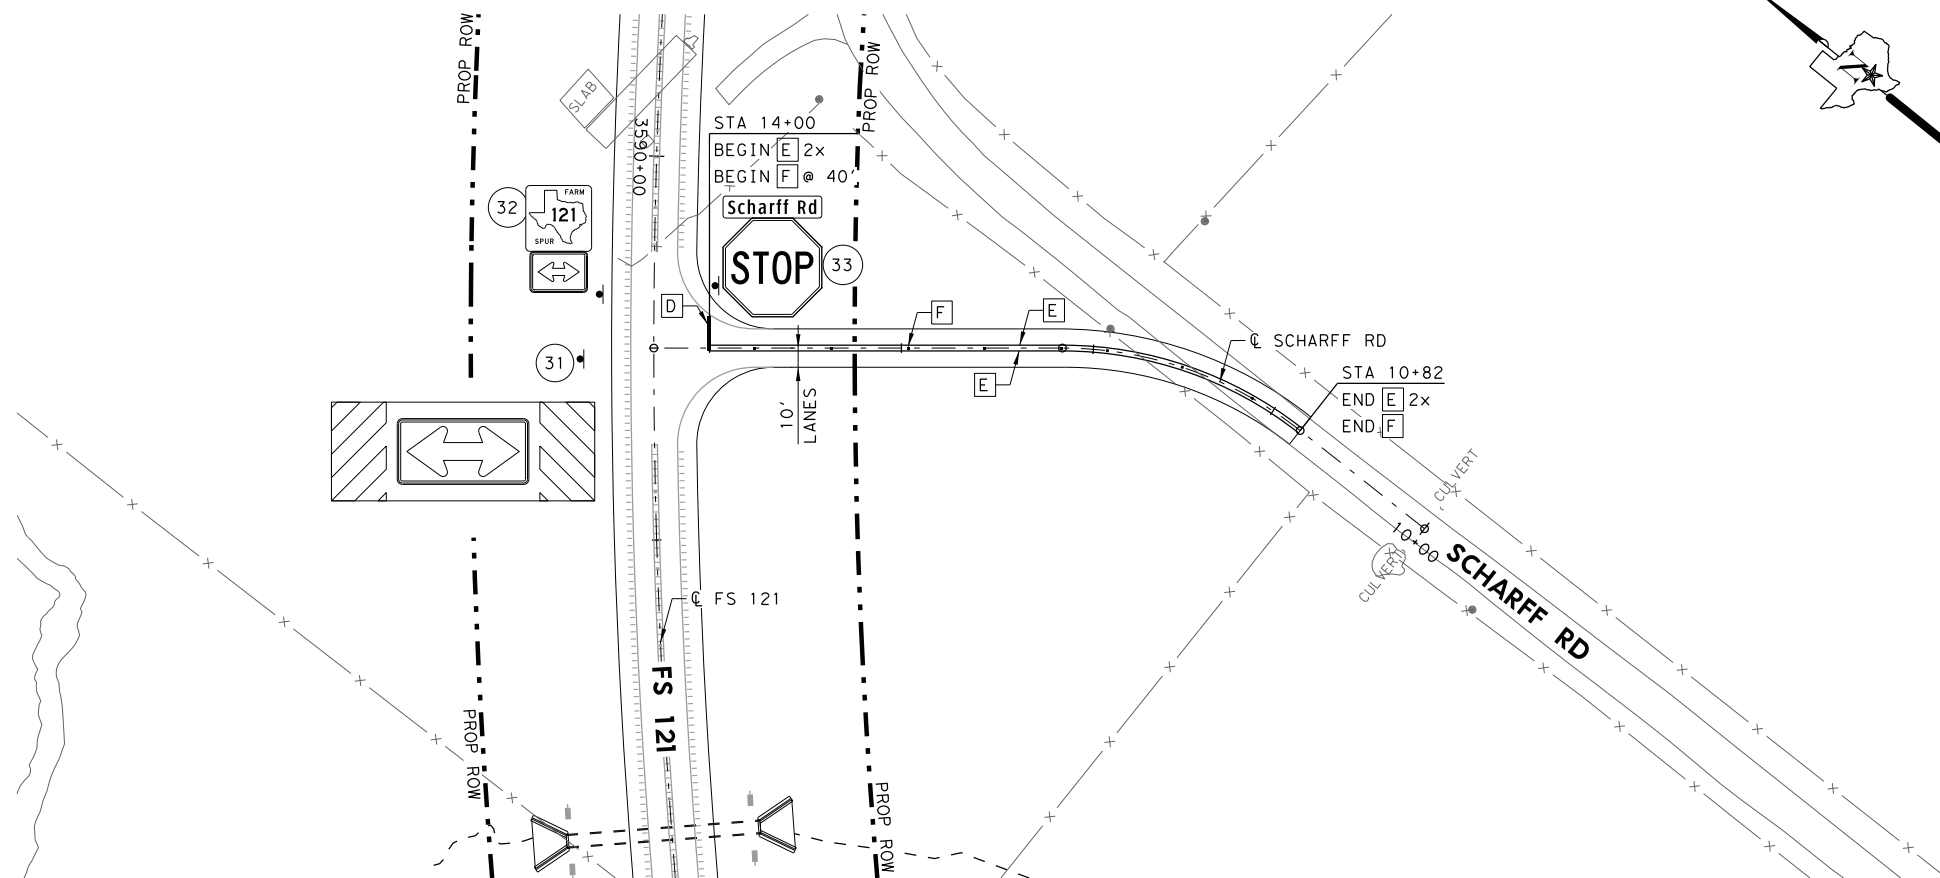 PROP ROW
PROP ROW
SLAB
3590+00
STA 14+00
BEGIN E 2x
BEGIN F @ 40'
Scharff Rd
STOP
33
32
FARM
121
SPUR
D
F
E
31
E
10'
LANES
℄ SCHARFF RD
STA 10+82
END E 2x
END F
CULVERT
10+00
CULVERT
SCHARFF RD
℄ FS 121
FS 121
PROP ROW
PROP ROW